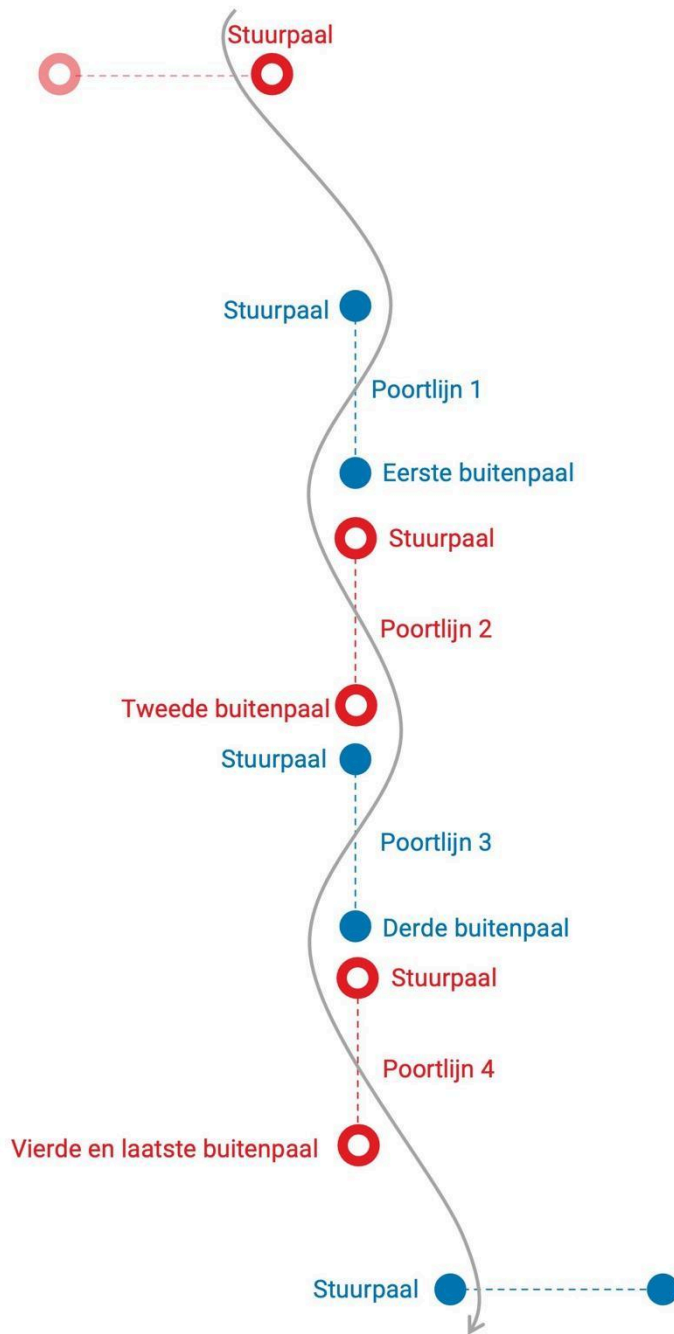 Stuurpaal
Stuurpaal
Poortlijn 1
Eerste buitenpaal
Stuurpaal
Poortlijn 2
Tweede buitenpaal
Stuurpaal
Poortlijn 3
Derde buitenpaal
Stuurpaal
Poortlijn 4
Vierde en laatste buitenpaal
Stuurpaal